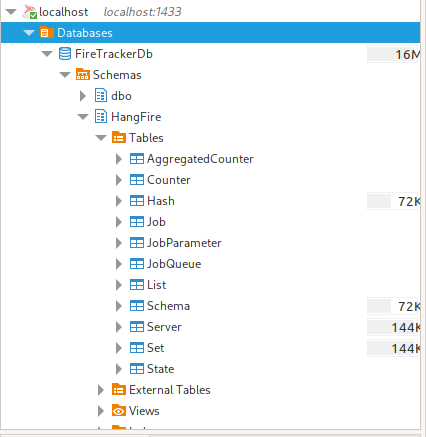 localhost localhost:1433
Databases
FireTrackerDb 16M
Schemas
dbo
HangFire
Tables
AggregatedCounter
Counter
Hash 72K
Job
JobParameter
JobQueue
List
Schema 72K
Server 144K
Set 144K
State
External Tables
Views